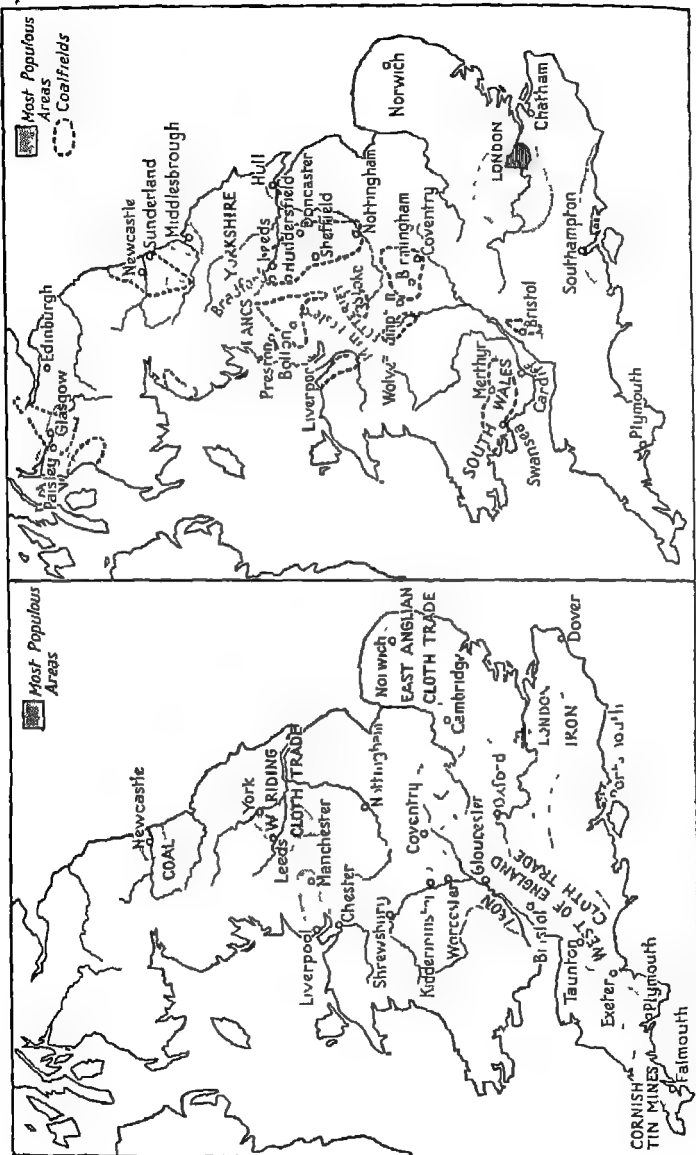 Most Populous
Areas
Coalfields
Edinburgh
Glasgow
Paisley
Newcastle
Sunderland
Middlesbrough
YORKSHIRE
Hull
Bradford
Leeds
Huddersfield
Doncaster
Sheffield
LANCS
Preston
Bolton
Liverpool
Nottingham
Birmingham
Coventry
Norwich
SOUTH
WALES
Merthyr
Swansea
Cardiff
Bristol
LONDON
Chatham
Southampton
Plymouth
Most Populous
Areas
Newcastle
COAL
York
Leeds
W RIDING
CLOTH TRADE
Liverpool
Manchester
Chester
Nottingham
Norwich
EAST ANGLIAN
CLOTH TRADE
Cambridge
Shrewsbury
Coventry
Worcester
Gloucester
IRON
Oxford
LONDON
IRON
Dover
Bristol
WEST OF ENGLAND
CLOTH TRADE
Taunton
Exeter
Plymouth
CORNISH
TIN MINES
Falmouth